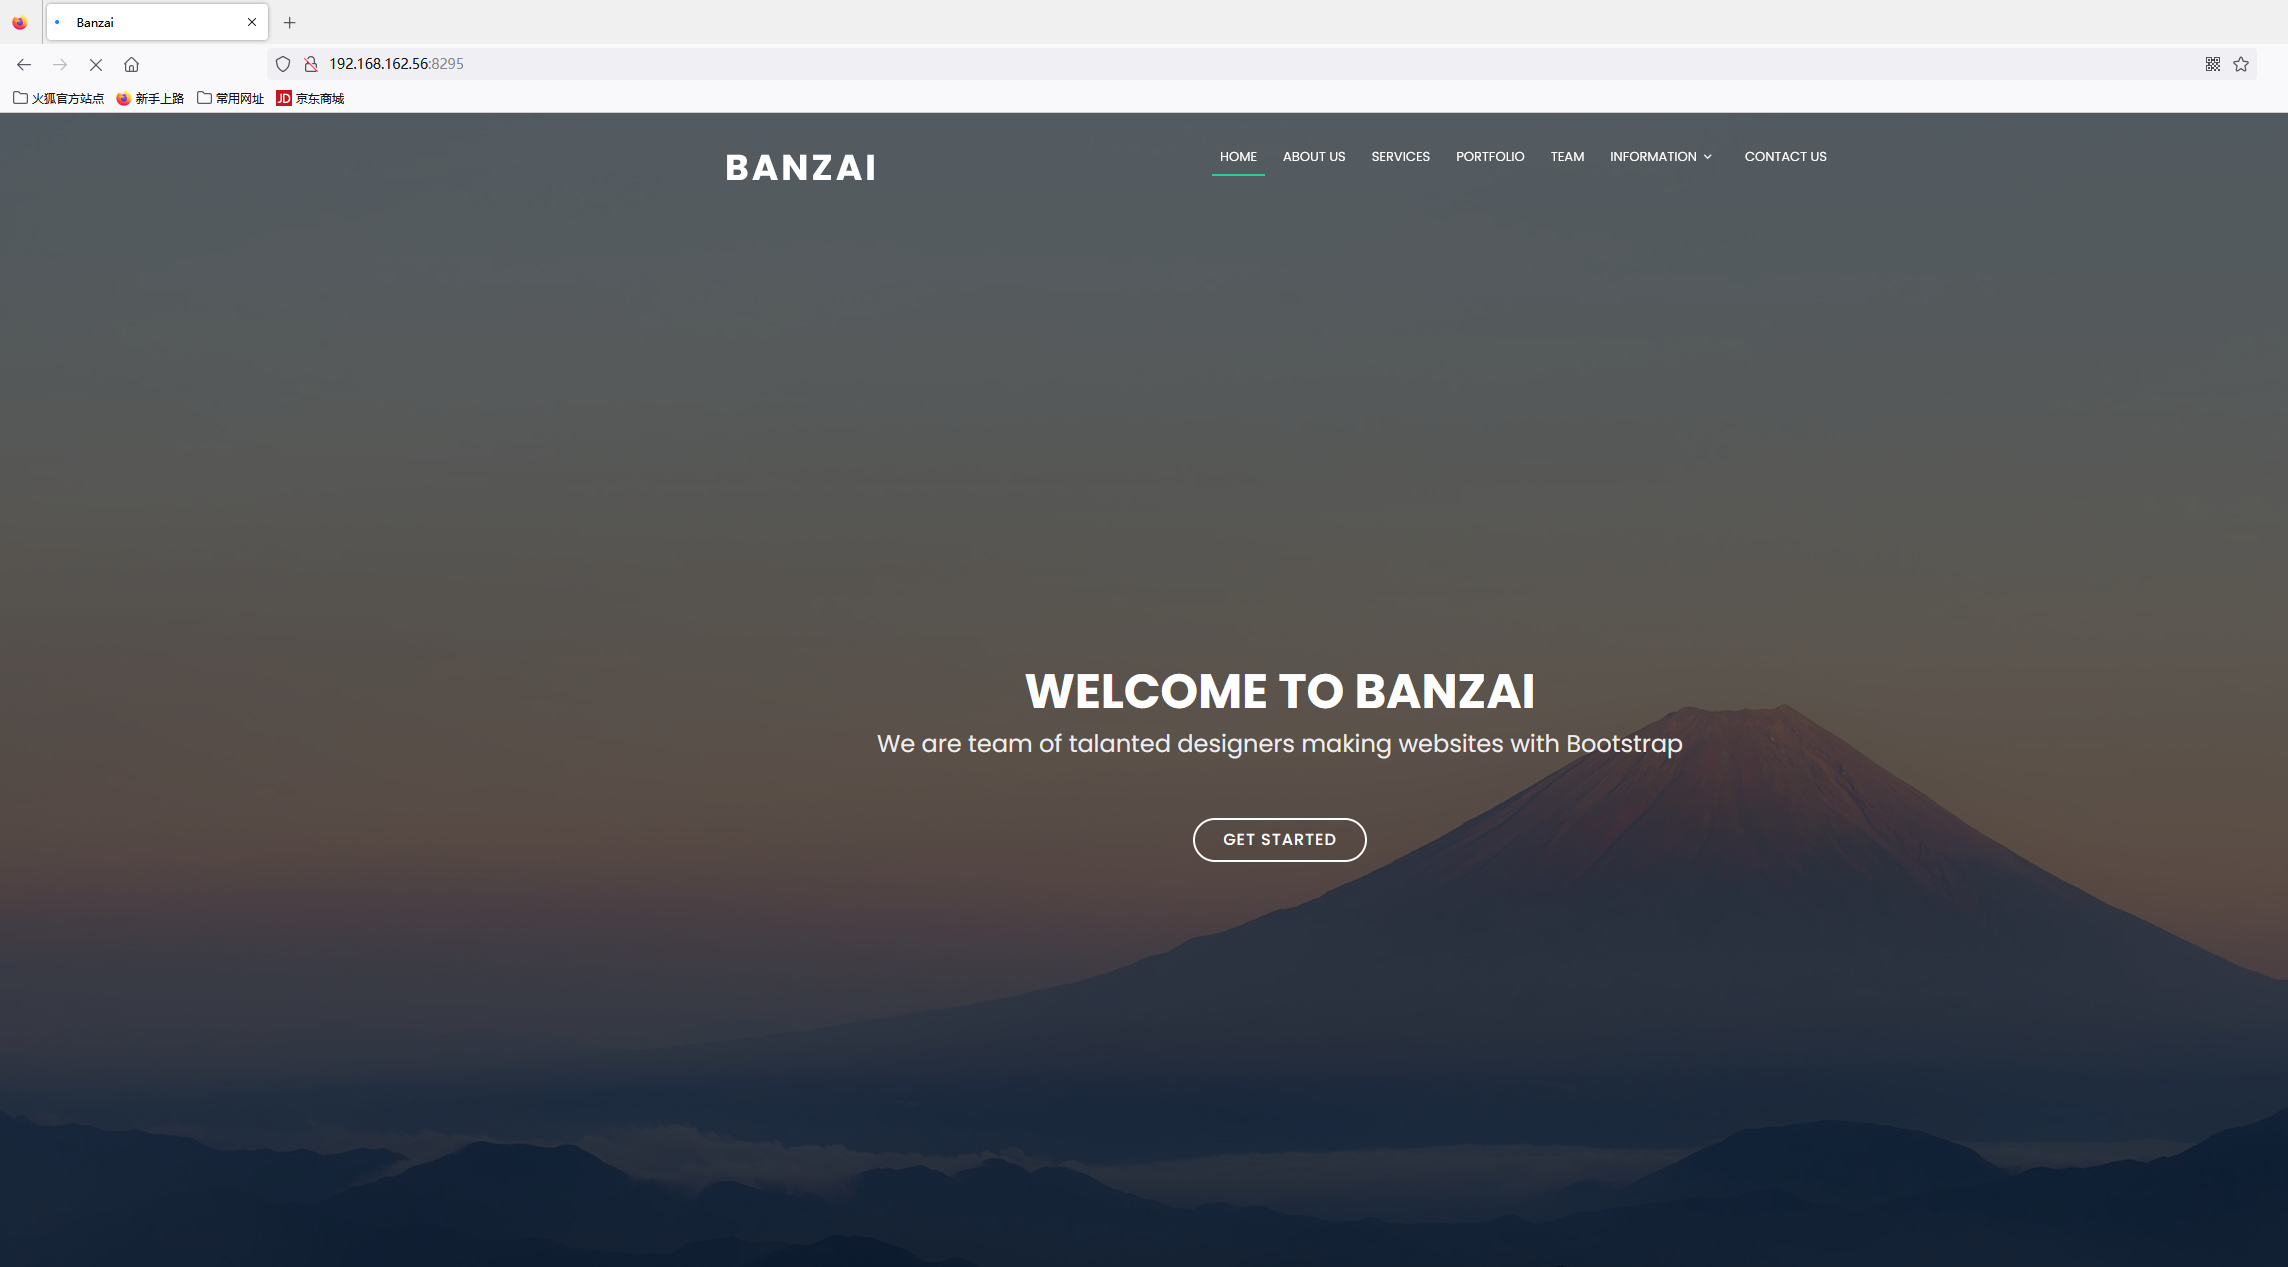 Banzai
192.168.162.56:8295
火狐官方站点 新手上路 常用网址 JD 京东商城
BANZAI
HOME ABOUT US SERVICES PORTFOLIO TEAM INFORMATION CONTACT US
WELCOME TO BANZAI
We are team of talanted designers making websites with Bootstrap
GET STARTED